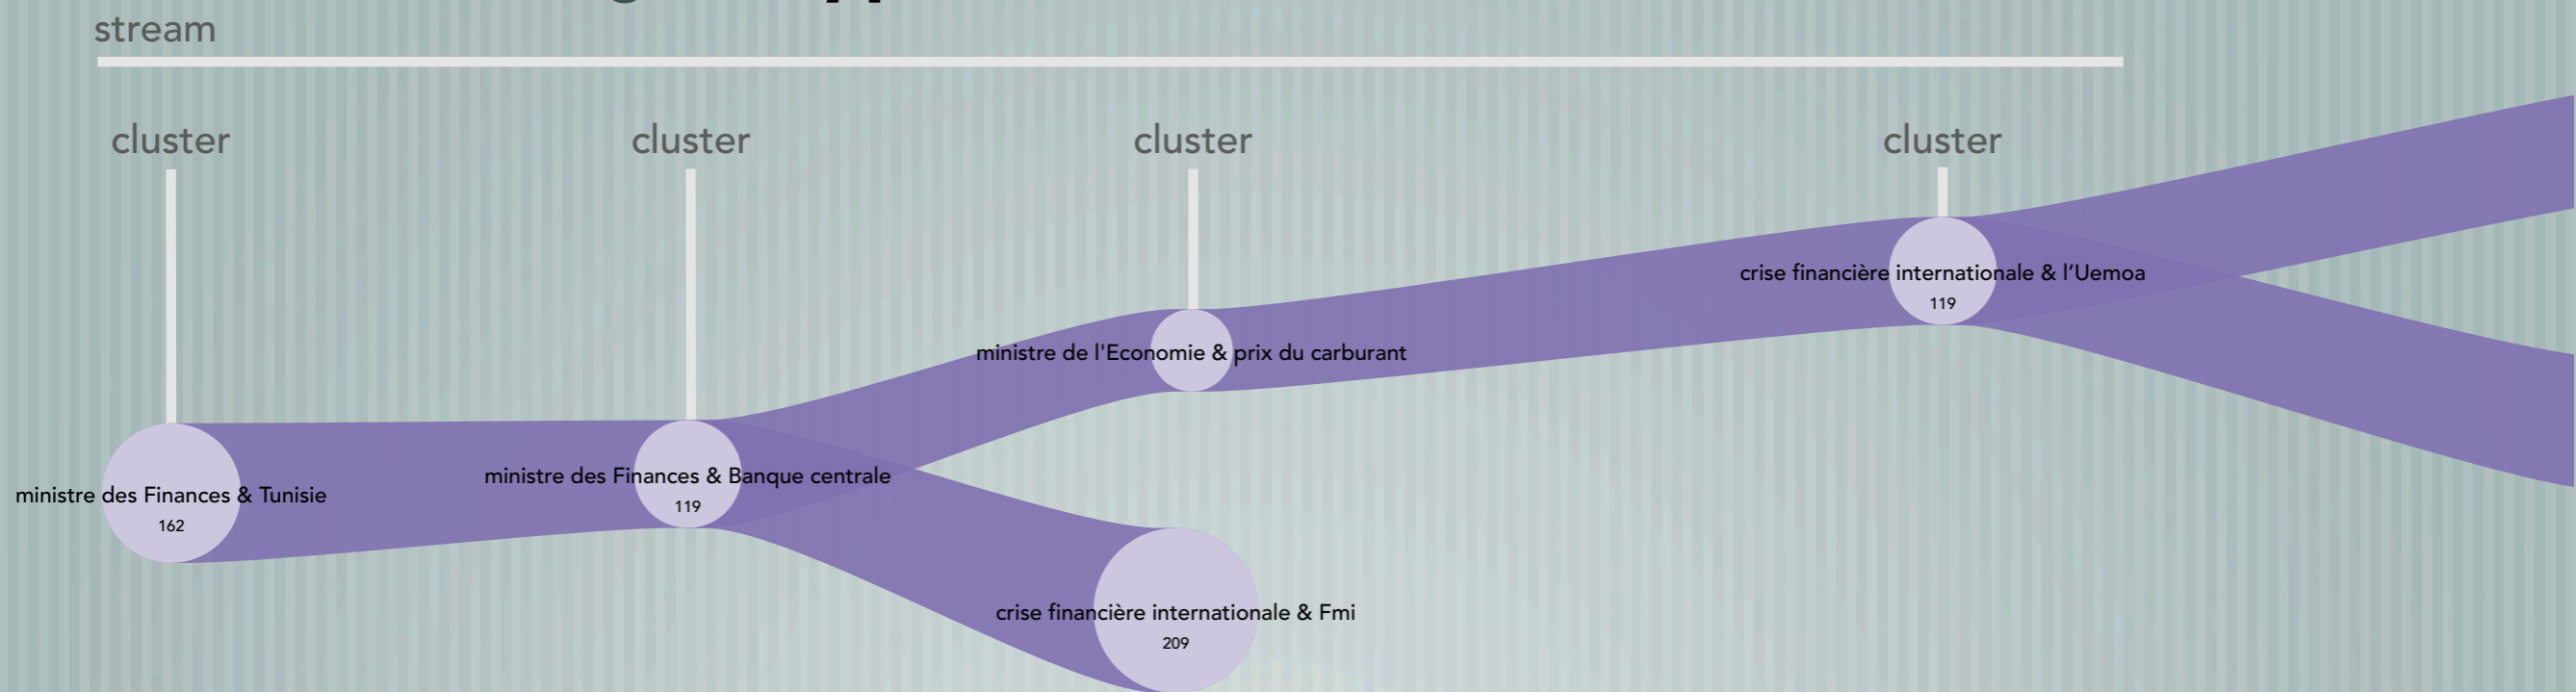 stream
cluster
cluster
cluster
cluster
crise financière internationale & l’Uemoa
119
ministre de l'Economie & prix du carburant
ministre des Finances & Banque centrale
119
ministre des Finances & Tunisie
162
crise financière internationale & Fmi
209